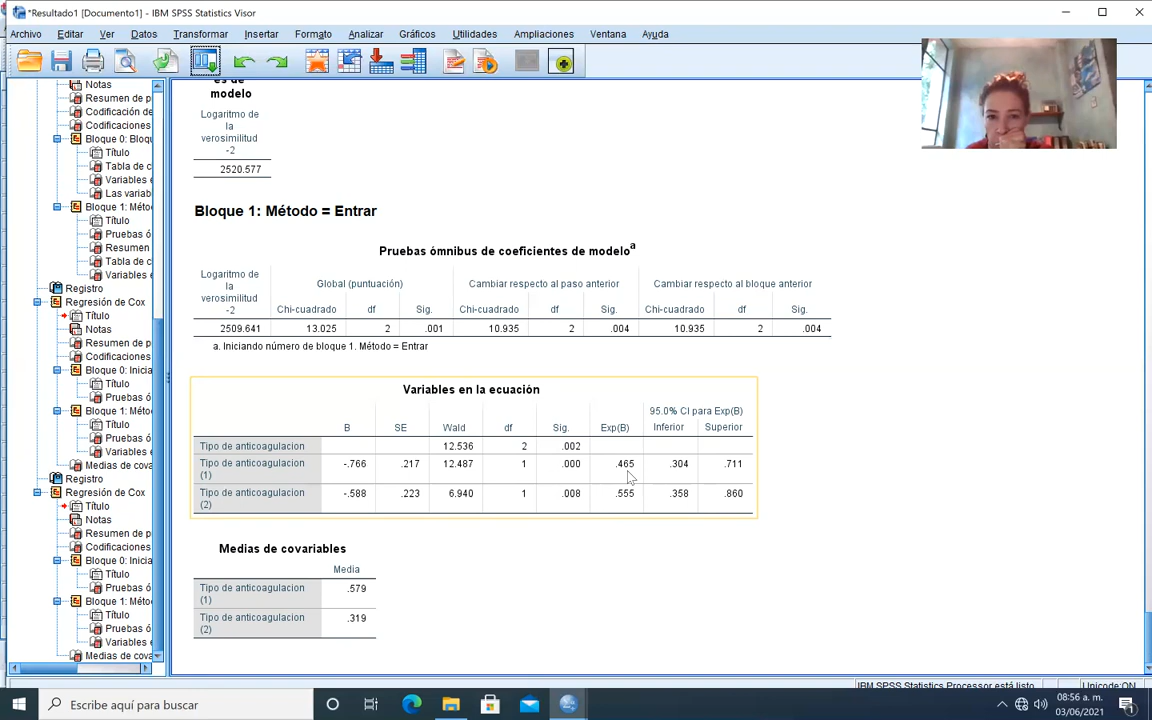 *Resultado1 [Documento1] - IBM SPSS Statistics Visor
Archivo Editar Ver Datos Transformar Insertar Formato Analizar Gráficos Utilidades Ampliaciones Ventana Ayuda
Notas
Resumen de p
Codificación de
Codificaciones
Bloque 0: Bloqu
Título
Tabla de c
Variables e
Las variab
Bloque 1: Méto
Título
Pruebas ó
Resumen
Tabla de c
Variables e
Registro
Regresión de Cox
Título
Notas
Resumen de p
Codificaciones
Bloque 0: Inicia
Título
Pruebas ó
Bloque 1: Méto
Título
Pruebas ó
Variables e
Medias de cova
Registro
Regresión de Cox
Título
Notas
Resumen de p
Codificaciones
Bloque 0: Inicia
Título
Pruebas ó
Bloque 1: Méto
Título
Pruebas ó
Variables e
Medias de cova
es de
modelo
Logaritmo de
la
verosimilitud
-2
2520.577
Bloque 1: Método = Entrar
Pruebas ómnibus de coeficientes de modeloa
Logaritmo de
la
verosimilitud
-2
Global (puntuación) Cambiar respecto al paso anterior Cambiar respecto al bloque anterior
Chi-cuadrado df Sig. Chi-cuadrado df Sig. Chi-cuadrado df Sig.
2509.641 13.025 2 .001 10.935 2 .004 10.935 2 .004
a. Iniciando número de bloque 1. Método = Entrar
Variables en la ecuación
95.0% CI para Exp(B)
B SE Wald df Sig. Exp(B) Inferior Superior
Tipo de anticoagulacion 12.536 2 .002
Tipo de anticoagulacion -.766 .217 12.487 1 .000 .465 .304 .711
(1)
Tipo de anticoagulacion -.588 .223 6.940 1 .008 .555 .358 .860
(2)
Medias de covariables
Media
Tipo de anticoagulacion .579
(1)
Tipo de anticoagulacion .319
(2)
IBM SPSS Statistics Processor está listo
Unicode:ON
Escribe aquí para buscar
08:56 a. m.
03/06/2021
1